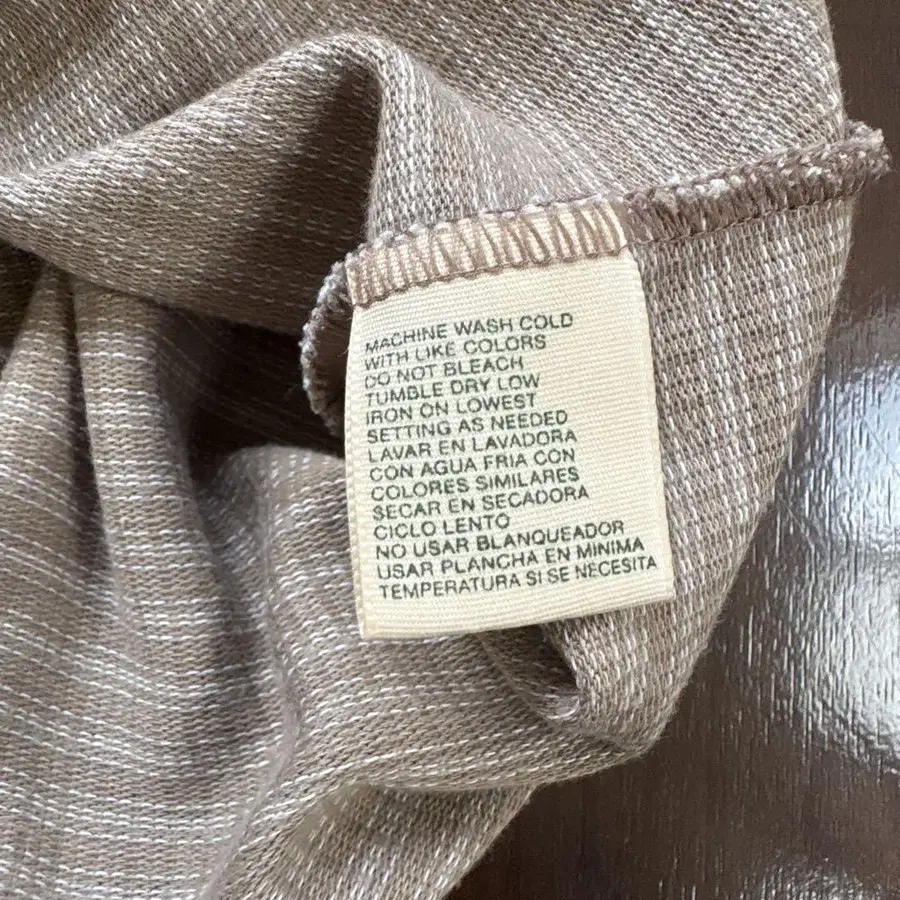 MACHINE WASH COLD
WITH LIKE COLORS
DO NOT BLEACH
TUMBLE DRY LOW
IRON ON LOWEST
SETTING AS NEEDED
LAVAR EN LAVADORA
CON AGUA FRIA CON
COLORES SIMILARES
SECAR EN SECADORA
CICLO LENTO
NO USAR BLANQUEADOR
USAR PLANCHA EN MINIMA
TEMPERATURA SI SE NECESITA